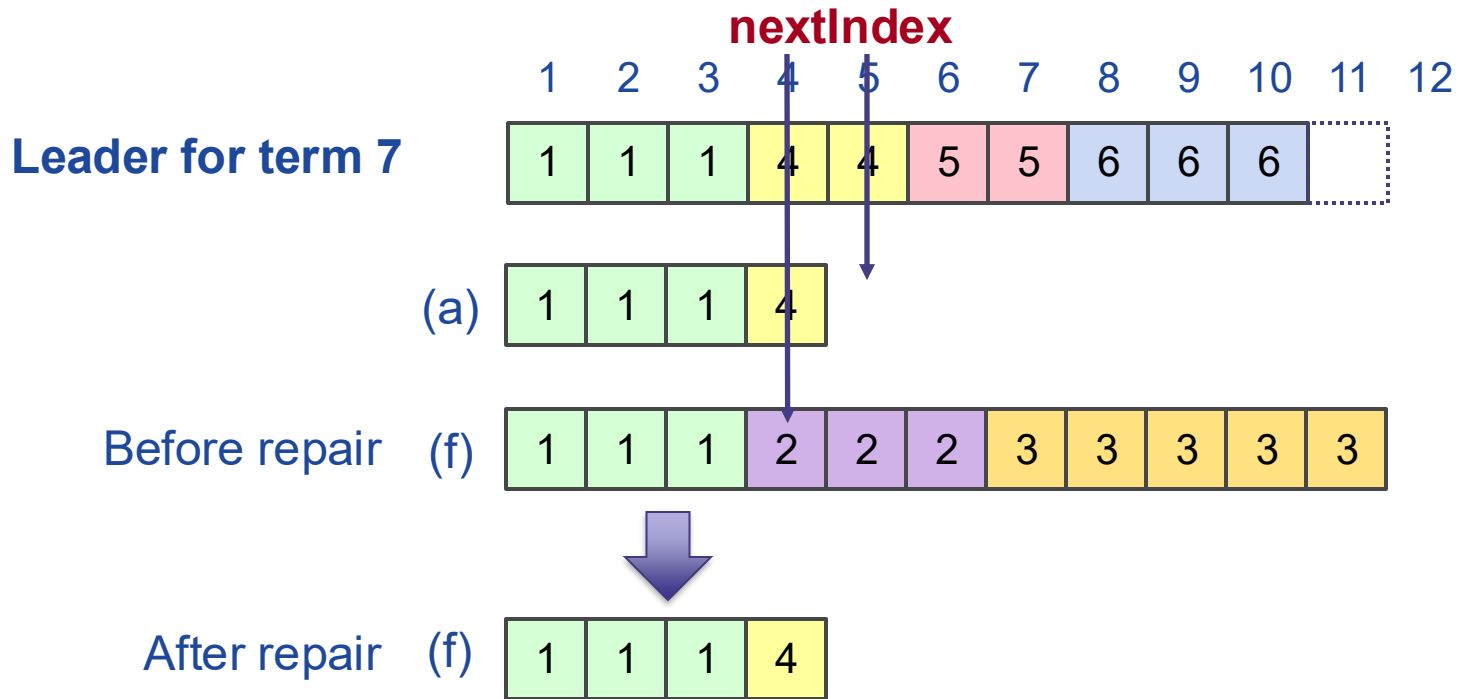 nextIndex
1 2 3 4 5 6 7 8 9 10 11 12
Leader for term 7 1 1 1 4 4 5 5 6 6 6
(a) 1 1 1 4
Before repair (f) 1 1 1 2 2 2 3 3 3 3 3
After repair (f) 1 1 1 4